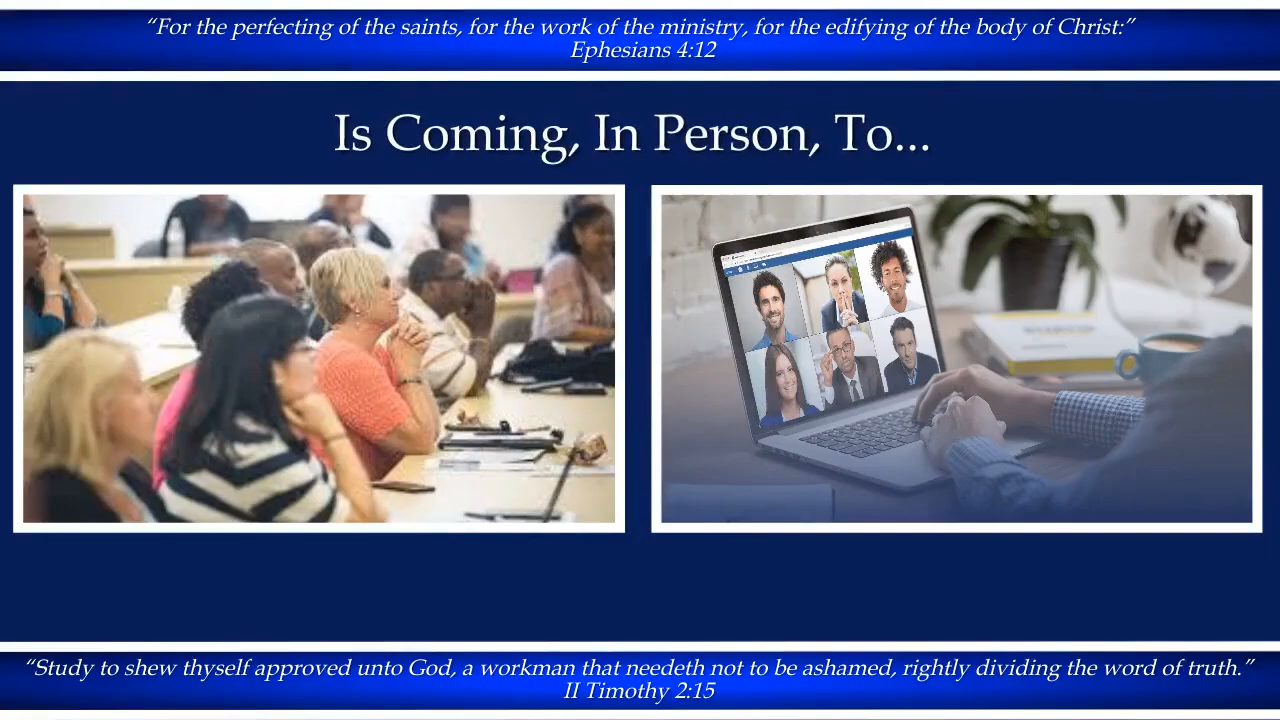 “For the perfecting of the saints, for the work of the ministry, for the edifying of the body of Christ:”
Ephesians 4:12
Is Coming, In Person, To...
“Study to shew thyself approved unto God, a workman that needeth not to be ashamed, rightly dividing the word of truth.”
II Timothy 2:15